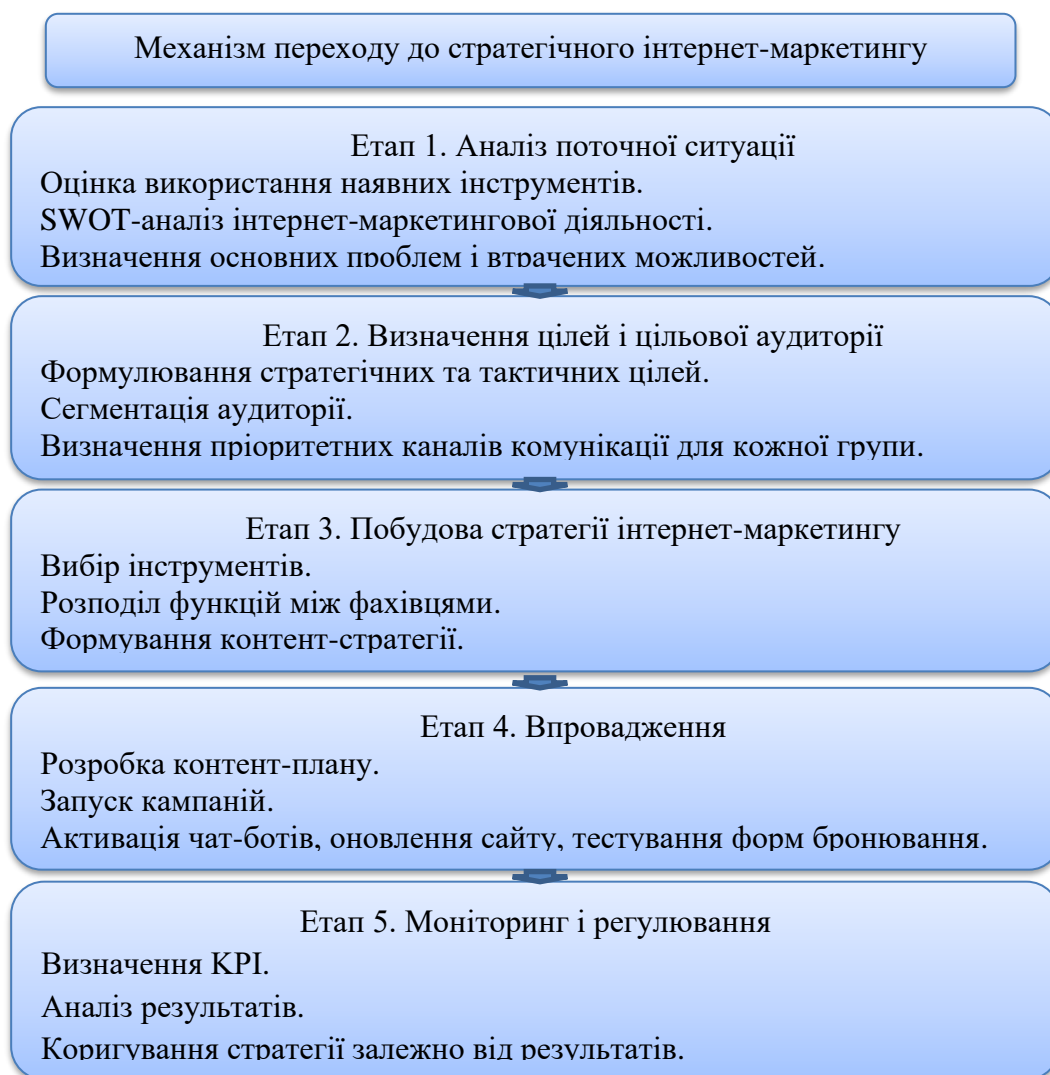 Механізм переходу до стратегічного інтернет-маркетингу
Етап 1. Аналіз поточної ситуації
Оцінка використання наявних інструментів.
SWOT-аналіз інтернет-маркетингової діяльності.
Визначення основних проблем і втрачених можливостей.
Етап 2. Визначення цілей і цільової аудиторії
Формулювання стратегічних та тактичних цілей.
Сегментація аудиторії.
Визначення пріоритетних каналів комунікації для кожної групи.
Етап 3. Побудова стратегії інтернет-маркетингу
Вибір інструментів.
Розподіл функцій між фахівцями.
Формування контент-стратегії.
Етап 4. Впровадження
Розробка контент-плану.
Запуск кампаній.
Активація чат-ботів, оновлення сайту, тестування форм бронювання.
Етап 5. Моніторинг і регулювання
Визначення KPI.
Аналіз результатів.
Коригування стратегії залежно від результатів.